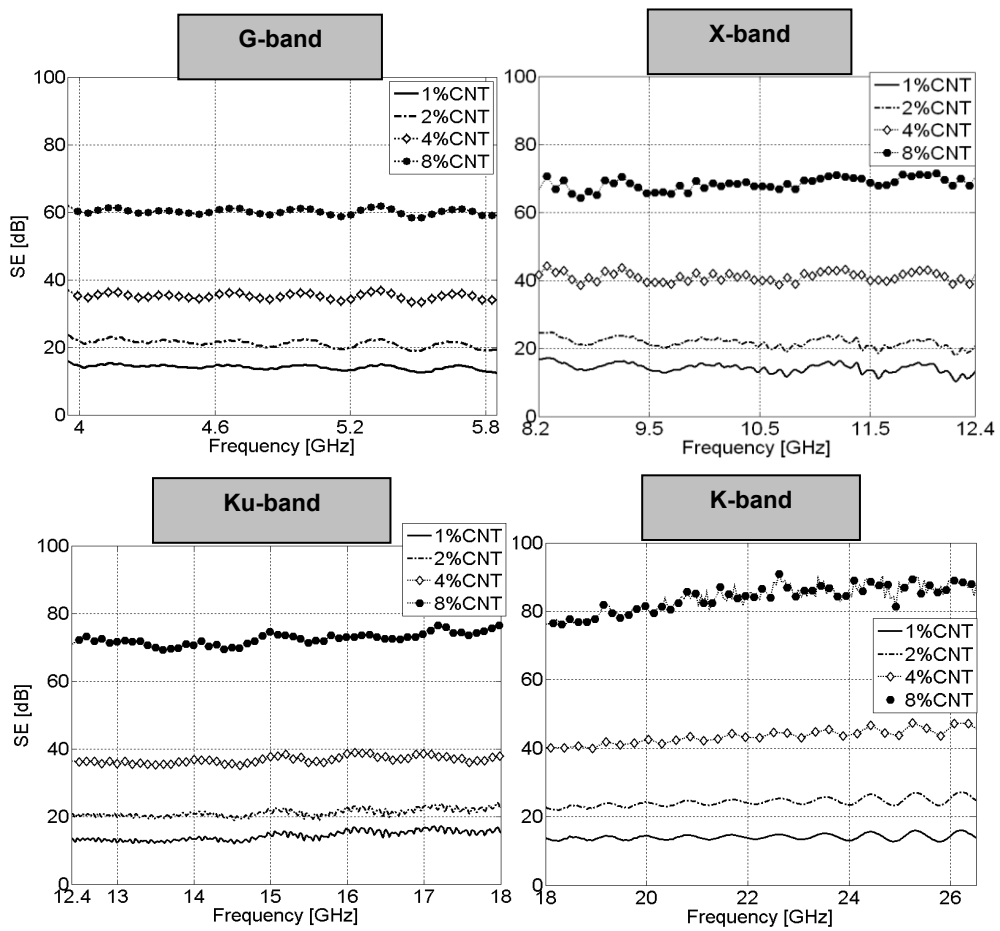 G-band
100
80
60
40
20
0
SE [dB]
1%CNT
2%CNT
4%CNT
8%CNT
4
4.6
5.2
5.8
Frequency [GHz]
X-band
100
80
60
40
20
0
1%CNT
2%CNT
4%CNT
8%CNT
8.2
9.5
10.5
11.5
12.4
Frequency [GHz]
Ku-band
100
80
60
40
20
0
SE [dB]
1%CNT
2%CNT
4%CNT
8%CNT
12.4
13
14
15
16
17
18
Frequency [GHz]
K-band
100
80
60
40
20
0
1%CNT
2%CNT
4%CNT
8%CNT
18
20
22
24
26
Frequency [GHz]